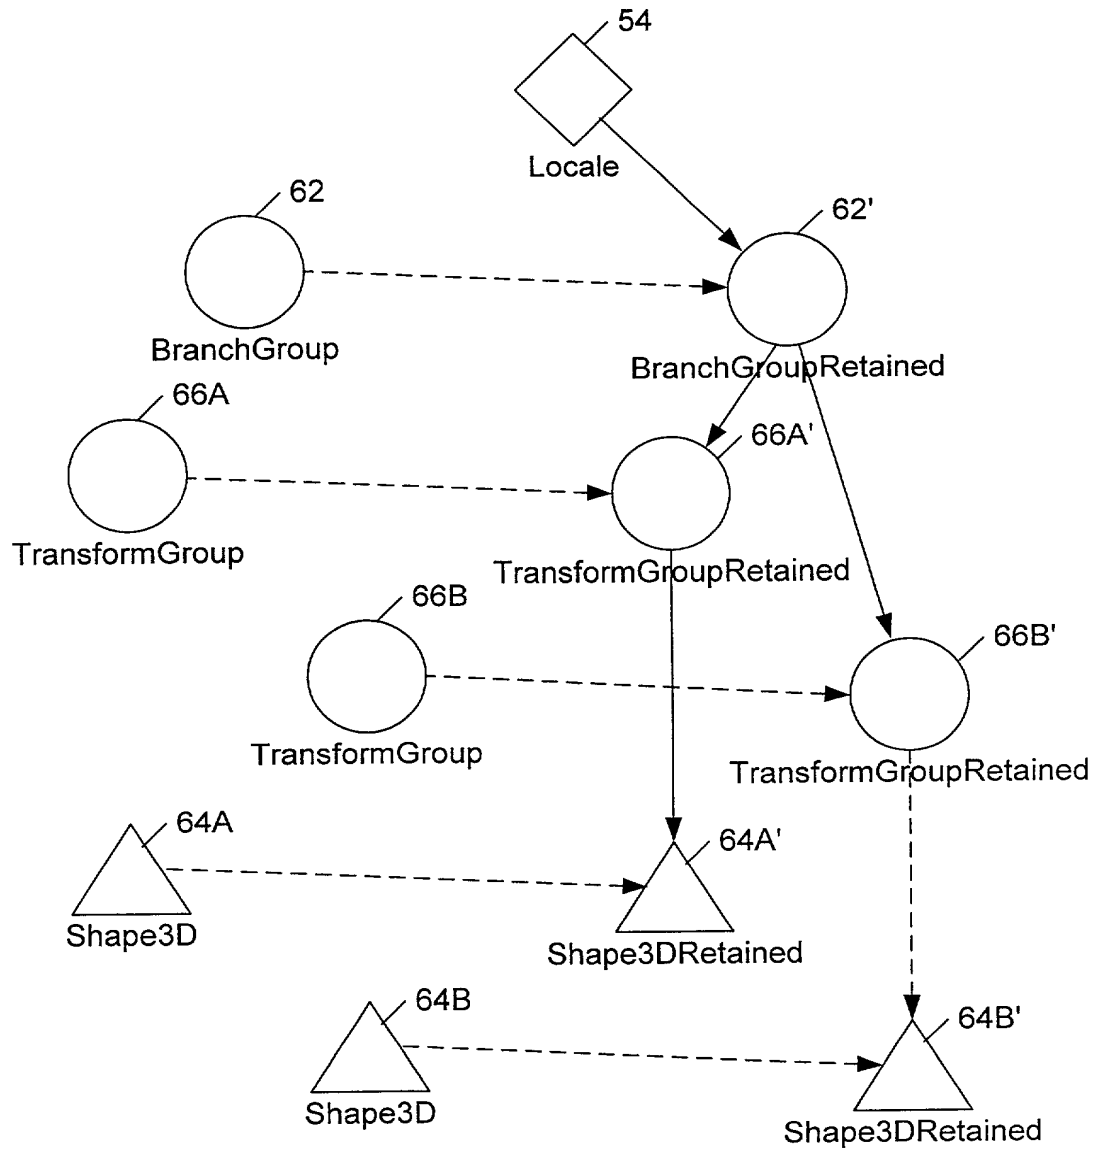 54
Locale
62
62'
BranchGroup
BranchGroupRetained
66A
66A'
TransformGroup
TransformGroupRetained
66B
66B'
TransformGroup
TransformGroupRetained
64A
64A'
Shape3D
Shape3DRetained
64B
64B'
Shape3D
Shape3DRetained